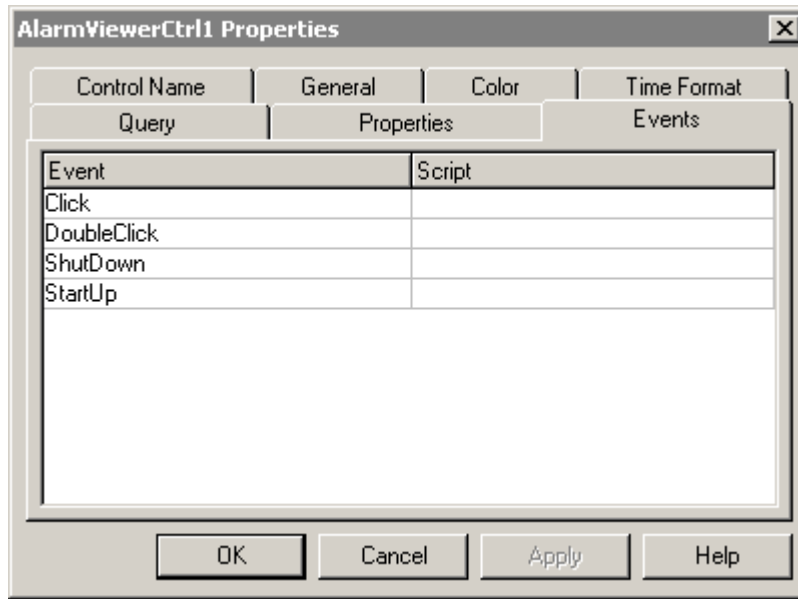 AlarmViewerCtrl1 Properties
Control Name General Color Time Format
Query Properties Events
Event Script
Click
DoubleClick
ShutDown
StartUp
OK Cancel Apply Help